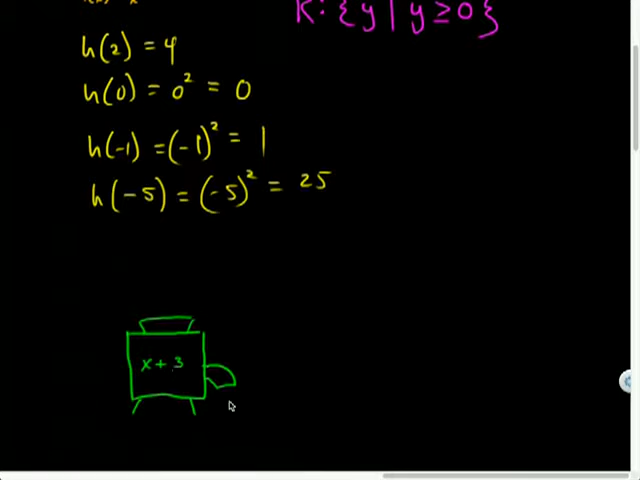 R: {y | y ≥ 0}
h(2) = 4
h(0) = 0² = 0
h(-1) = (-1)² = 1
h(-5) = (-5)² = 25
x + 3